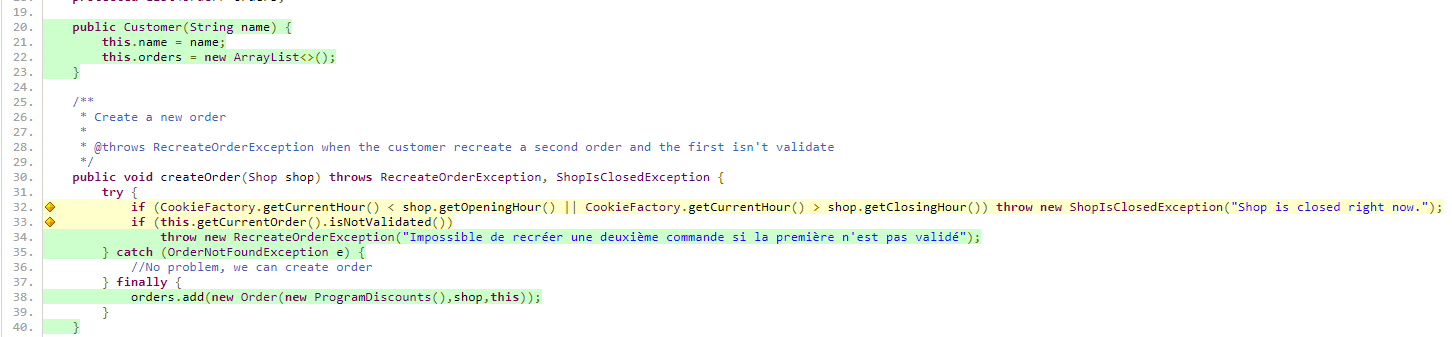 19.
20. public Customer(String name) {
21. this.name = name;
22. this.orders = new ArrayList<>();
23. }
24.
25. /**
26. * Create a new order
27. *
28. * @throws RecreateOrderException when the customer recreate a second order and the first isn't validate
29. */
30. public void createOrder(Shop shop) throws RecreateOrderException, ShopIsClosedException {
31. try {
32. if (CookieFactory.getCurrentHour() < shop.getOpeningHour() || CookieFactory.getCurrentHour() > shop.getClosingHour()) throw new ShopIsClosedException("Shop is closed right now.");
33. if (this.getCurrentOrder().isNotValidated())
34. throw new RecreateOrderException("Impossible de recréer une deuxième commande si la première n'est pas validé");
35. } catch (OrderNotFoundException e) {
36. //No problem, we can create order
37. } finally {
38. orders.add(new Order(new ProgramDiscounts(),shop,this));
39. }
40. }